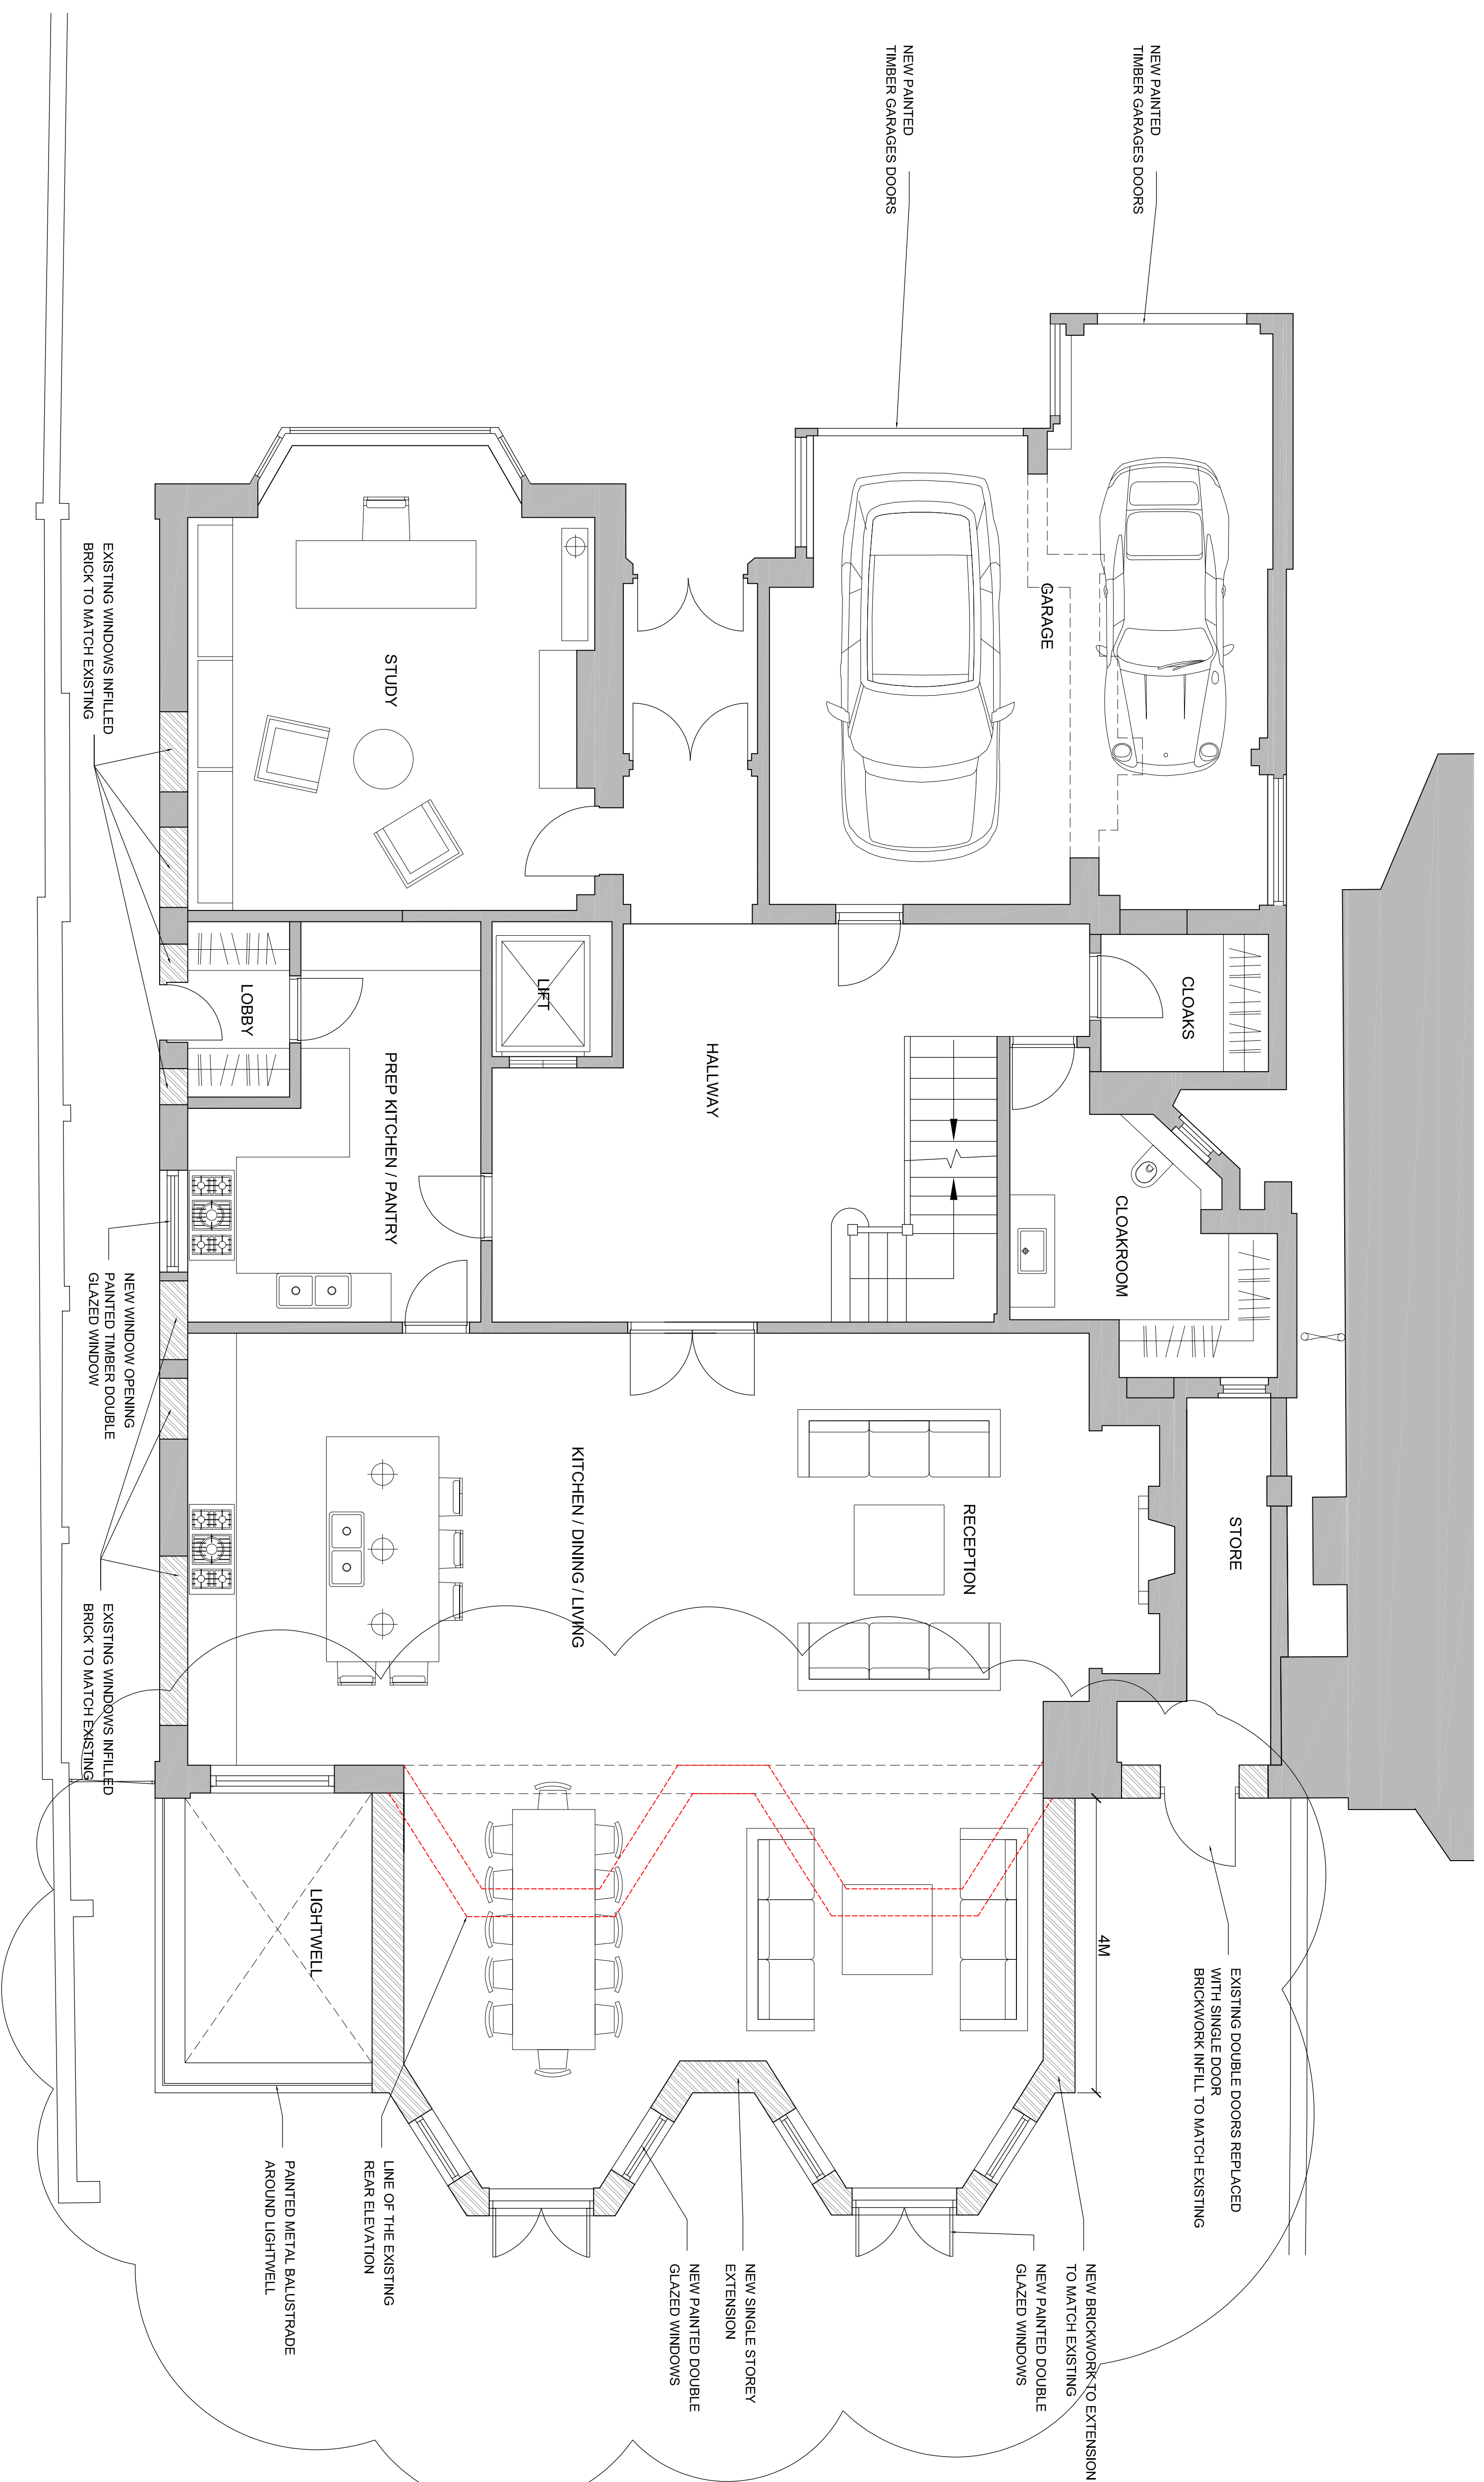 NEW PAINTED
TIMBER GARAGES DOORS
NEW PAINTED
TIMBER GARAGES DOORS
GARAGE
STUDY
EXISTING WINDOWS INFILLED
BRICK TO MATCH EXISTING
CLOAKS
LIFT
LOBBY
HALLWAY
PREP KITCHEN / PANTRY
CLOAKROOM
NEW WINDOW OPENING
PAINTED TIMBER DOUBLE
GLAZED WINDOW
STORE
RECEPTION
KITCHEN / DINING / LIVING
EXISTING WINDOWS INFILLED
BRICK TO MATCH EXISTING
LIGHTWELL
4M
EXISTING DOUBLE DOORS REPLACED
WITH SINGLE DOOR
BRICKWORK INFILL TO MATCH EXISTING
NEW BRICKWORK TO EXTENSION
TO MATCH EXISTING
NEW PAINTED DOUBLE
GLAZED WINDOWS
NEW SINGLE STOREY
EXTENSION
NEW PAINTED DOUBLE
GLAZED WINDOWS
LINE OF THE EXISTING
REAR ELEVATION
PAINTED METAL BALUSTRADE
AROUND LIGHTWELL